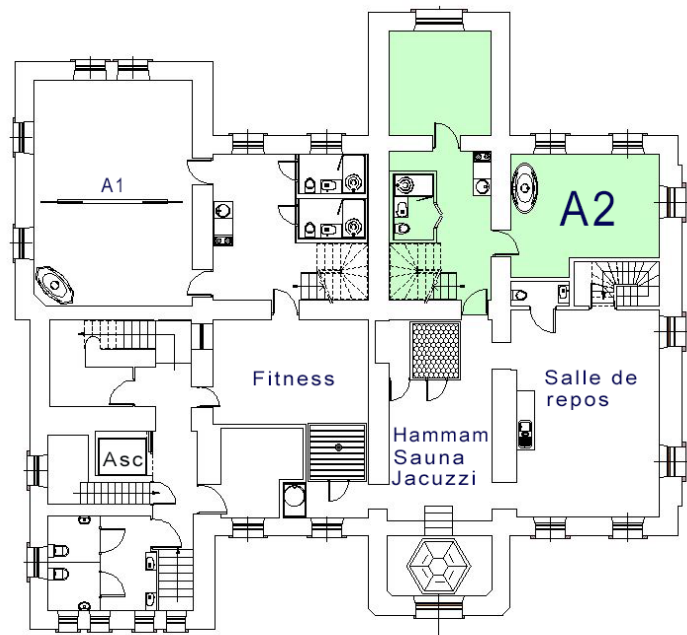 A1
A2
Fitness
Salle de
repos
Hammam
Sauna
Jacuzzi
Asc